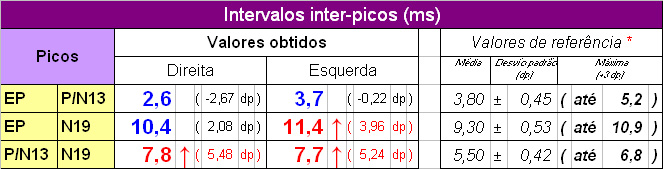 Intervalos inter-picos (ms)
Picos Valores obtidos Valores de referência *
Direita Esquerda Média Desvio padrão (dp) Máxima (+3 dp)
EP P/N13 2,6 ( -2,67 dp ) 3,7 ( -0,22 dp ) 3,80 ± 0,45 ( até 5,2 )
EP N19 10,4 ( 2,08 dp ) 11,4 ↑ ( 3,96 dp ) 9,30 ± 0,53 ( até 10,9 )
P/N13 N19 7,8 ↑ ( 5,48 dp ) 7,7 ↑ ( 5,24 dp ) 5,50 ± 0,42 ( até 6,8 )